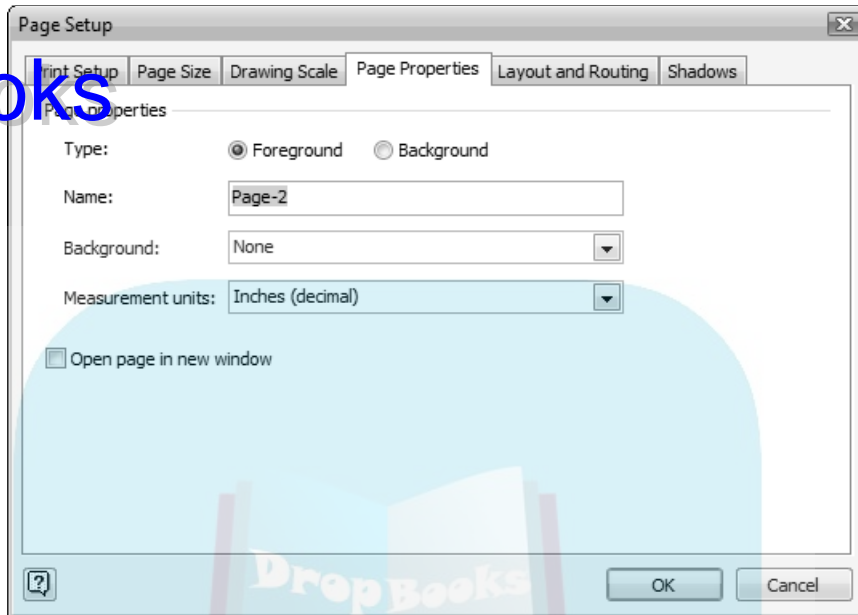 Page Setup
Print Setup Page Size Drawing Scale Page Properties Layout and Routing Shadows
oks
Page properties
Type: Foreground Background
Name: Page-2
Background: None
Measurement units: Inches (decimal)
Open page in new window
DropBooks
? OK Cancel